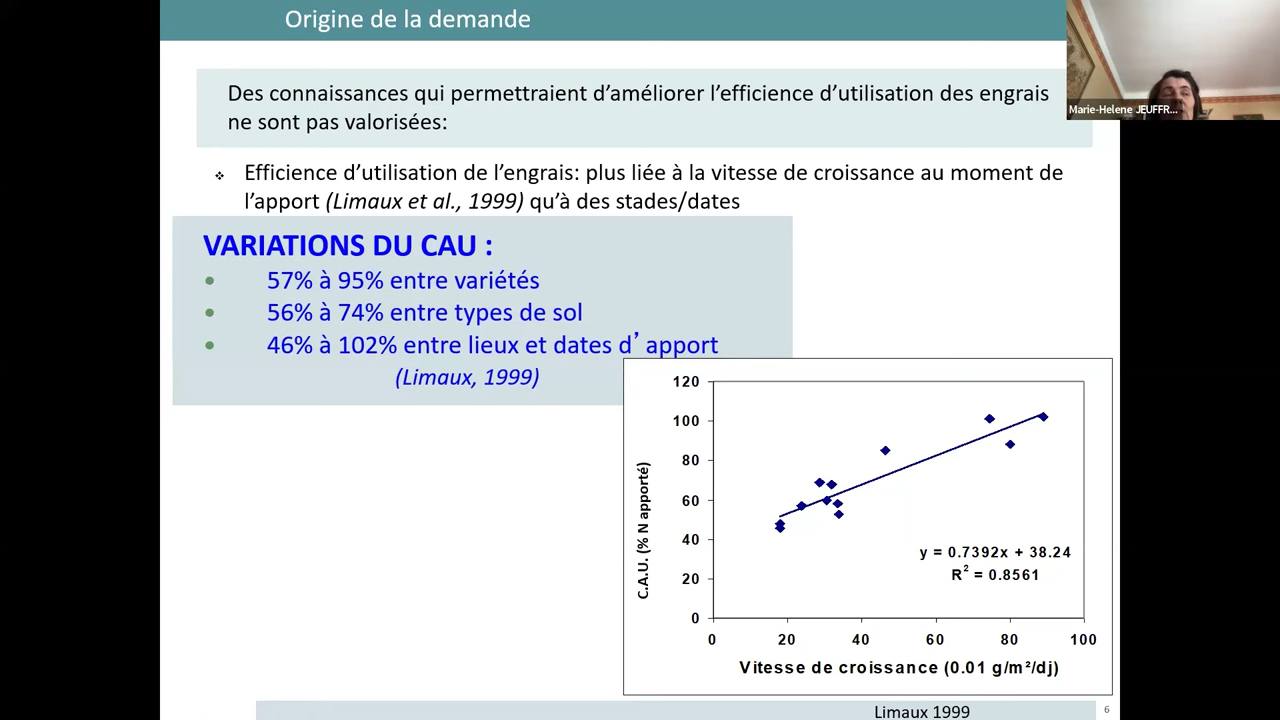 Origine de la demande
Marie-Helene JEUFFR...
Des connaissances qui permettraient d’améliorer l’efficience d’utilisation des engrais
ne sont pas valorisées:
Efficience d’utilisation de l’engrais: plus liée à la vitesse de croissance au moment de
l’apport (Limaux et al., 1999) qu’à des stades/dates
VARIATIONS DU CAU :
• 57% à 95% entre variétés
• 56% à 74% entre types de sol
• 46% à 102% entre lieux et dates d’ apport
(Limaux, 1999)
120
100
80
60
40
20
0
C.A.U. (% N apporté)
y = 0.7392x + 38.24
R² = 0.8561
0 20 40 60 80 100
Vitesse de croissance (0.01 g/m²/dj)
Limaux 1999
6